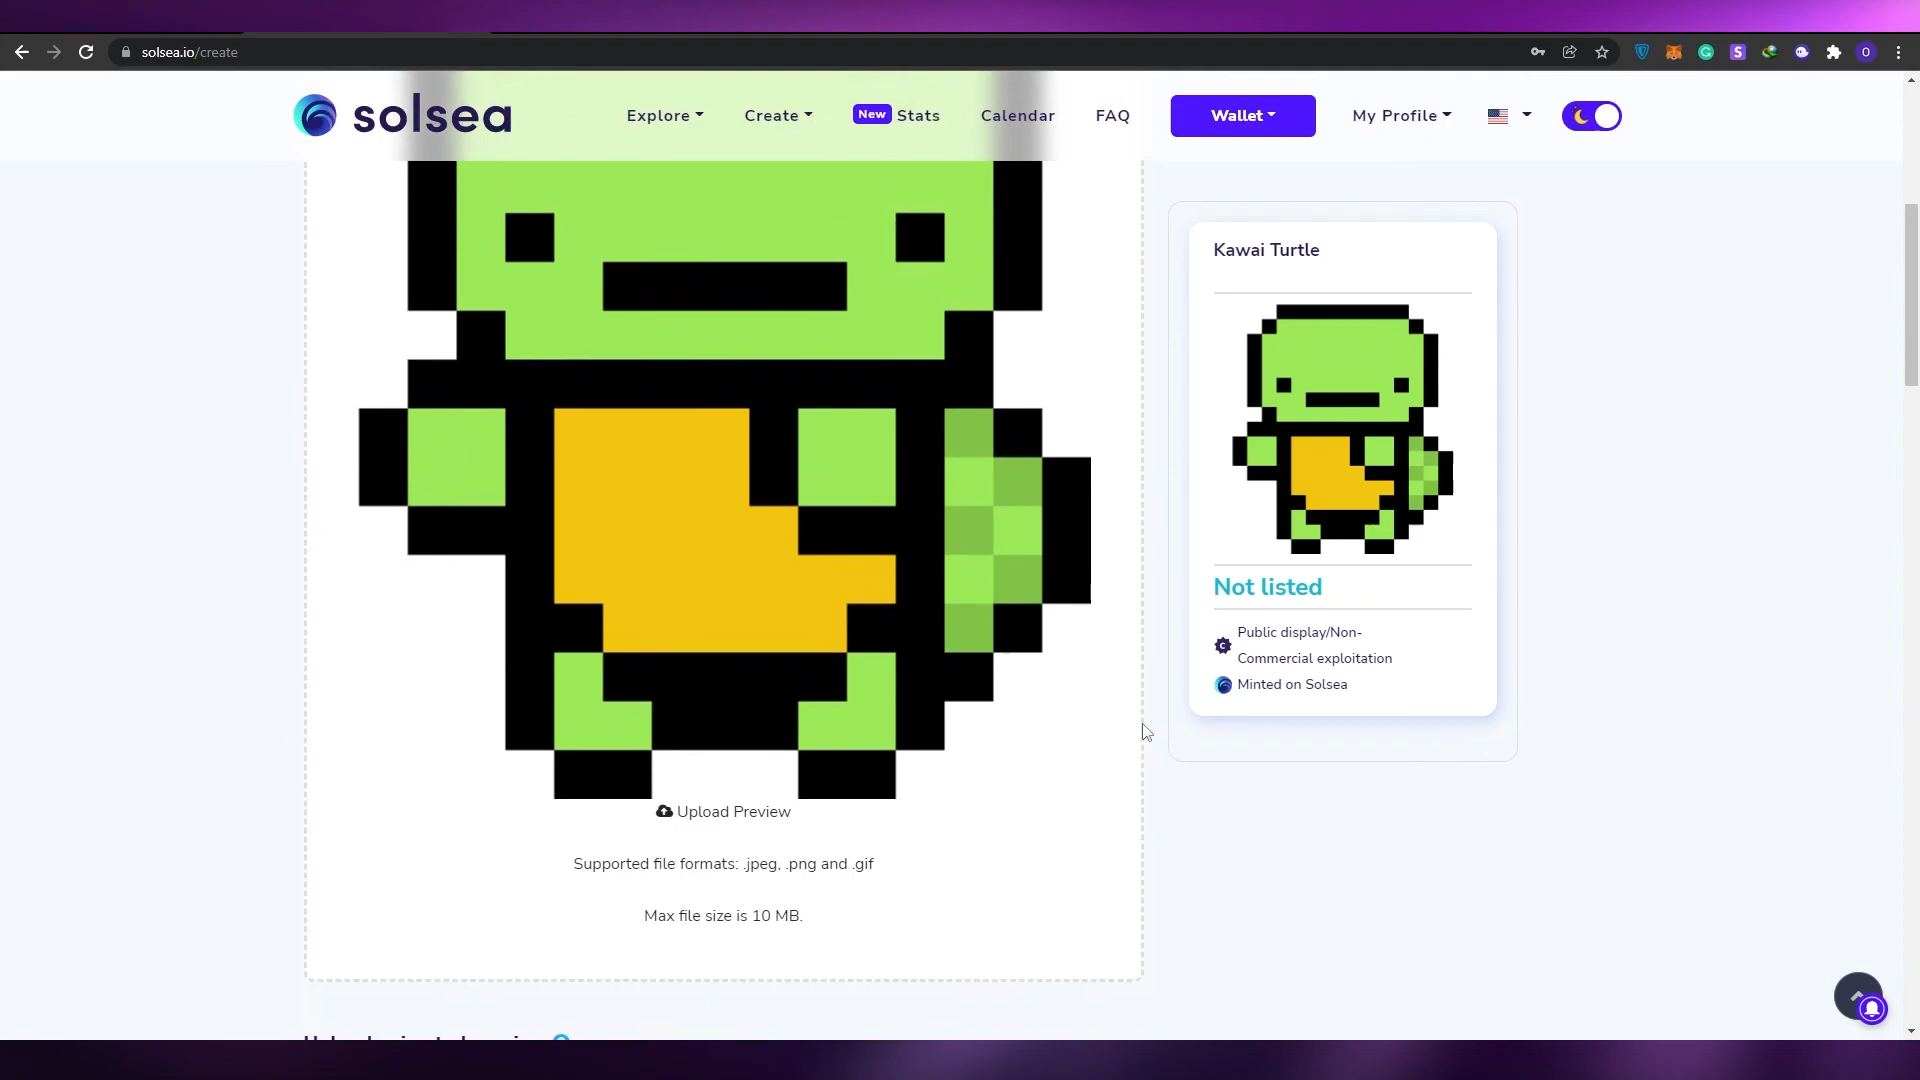 solsea.io/create
solsea
Explore
Create
New Stats
Calendar
FAQ
Wallet
My Profile
Kawai Turtle
Not listed
Public display/Non-
Commercial exploitation
Minted on Solsea
Upload Preview
Supported file formats: .jpeg, .png and .gif
Max file size is 10 MB.